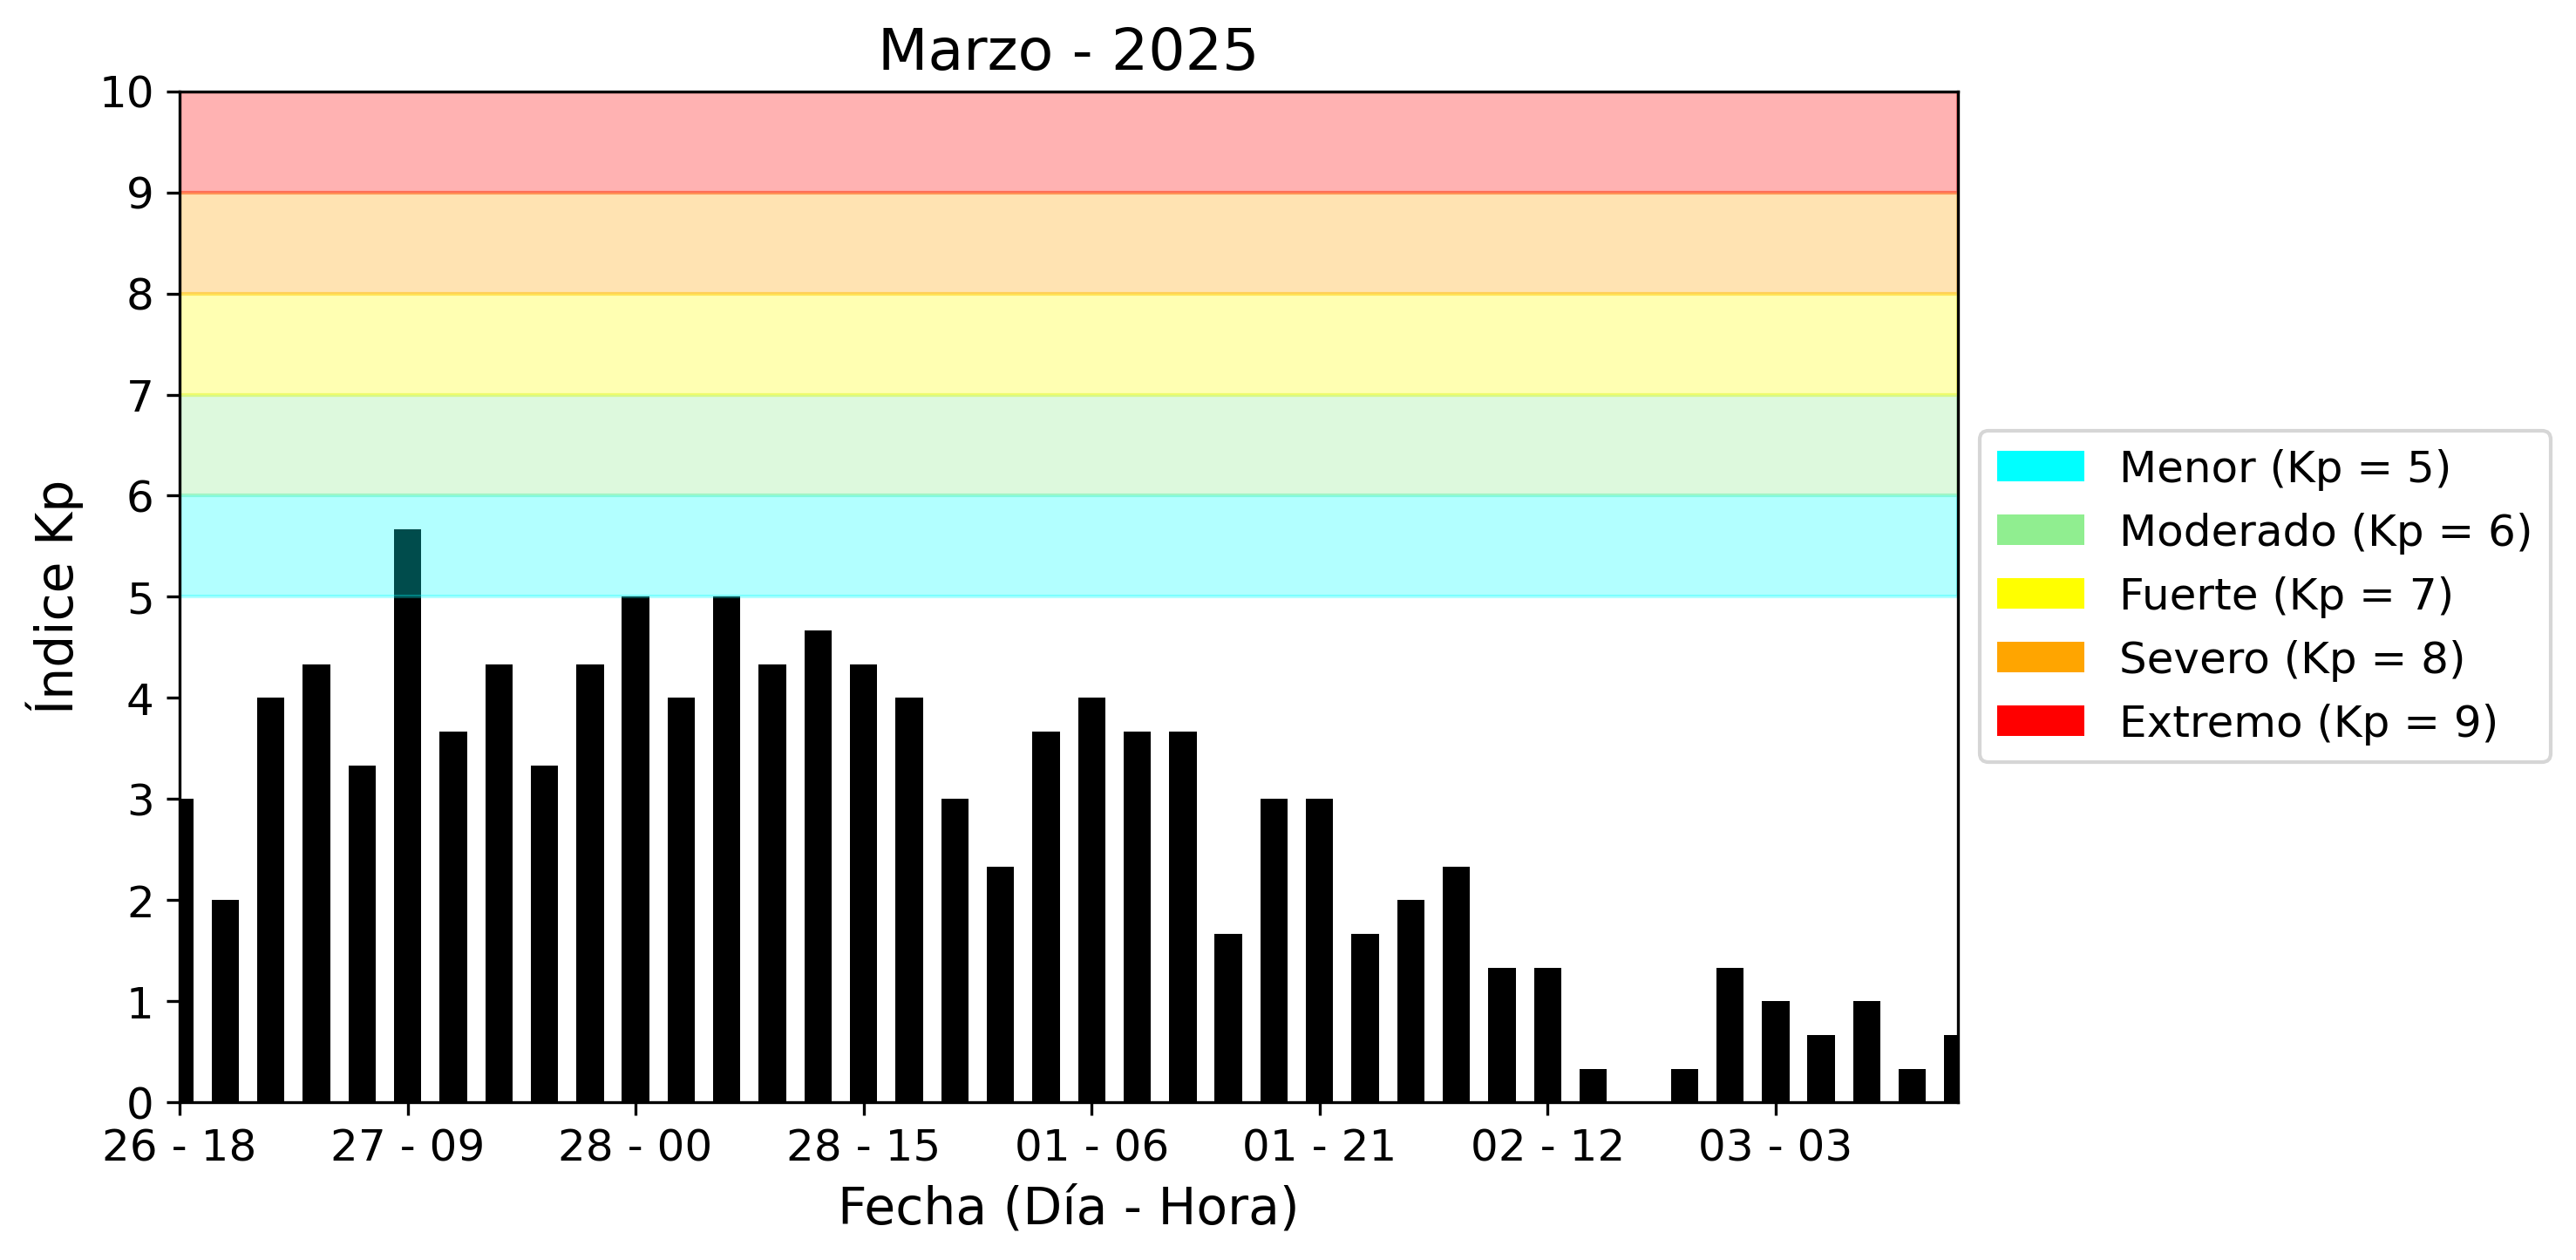 Marzo - 2025
10
9
8
7
6
5
4
3
2
1
0
Índice Kp
26 - 18
27 - 09
28 - 00
28 - 15
01 - 06
01 - 21
02 - 12
03 - 03
Fecha (Día - Hora)
Menor (Kp = 5)
Moderado (Kp = 6)
Fuerte (Kp = 7)
Severo (Kp = 8)
Extremo (Kp = 9)